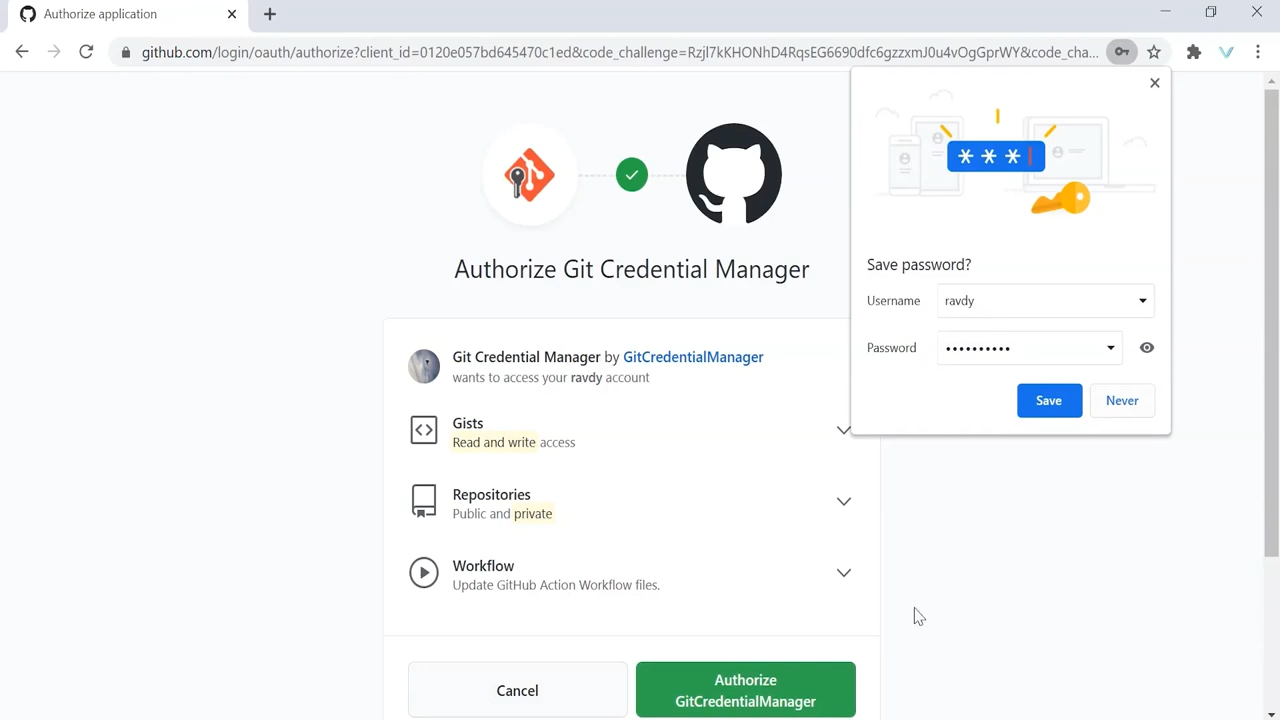 Authorize application
github.com/login/oauth/authorize?client_id=0120e057bd645470c1ed&code_challenge=Rzjl7kKHONhD4RqsEG6690dfc6gzzxmJ0u4vOgGprWY&code_cha...
Authorize Git Credential Manager
Git Credential Manager by GitCredentialManager
wants to access your ravdy account
Gists
Read and write access
Repositories
Public and private
Workflow
Update GitHub Action Workflow files.
Cancel
Authorize
GitCredentialManager
* * *
Save password?
Username ravdy
Password ••••••••••
Save Never